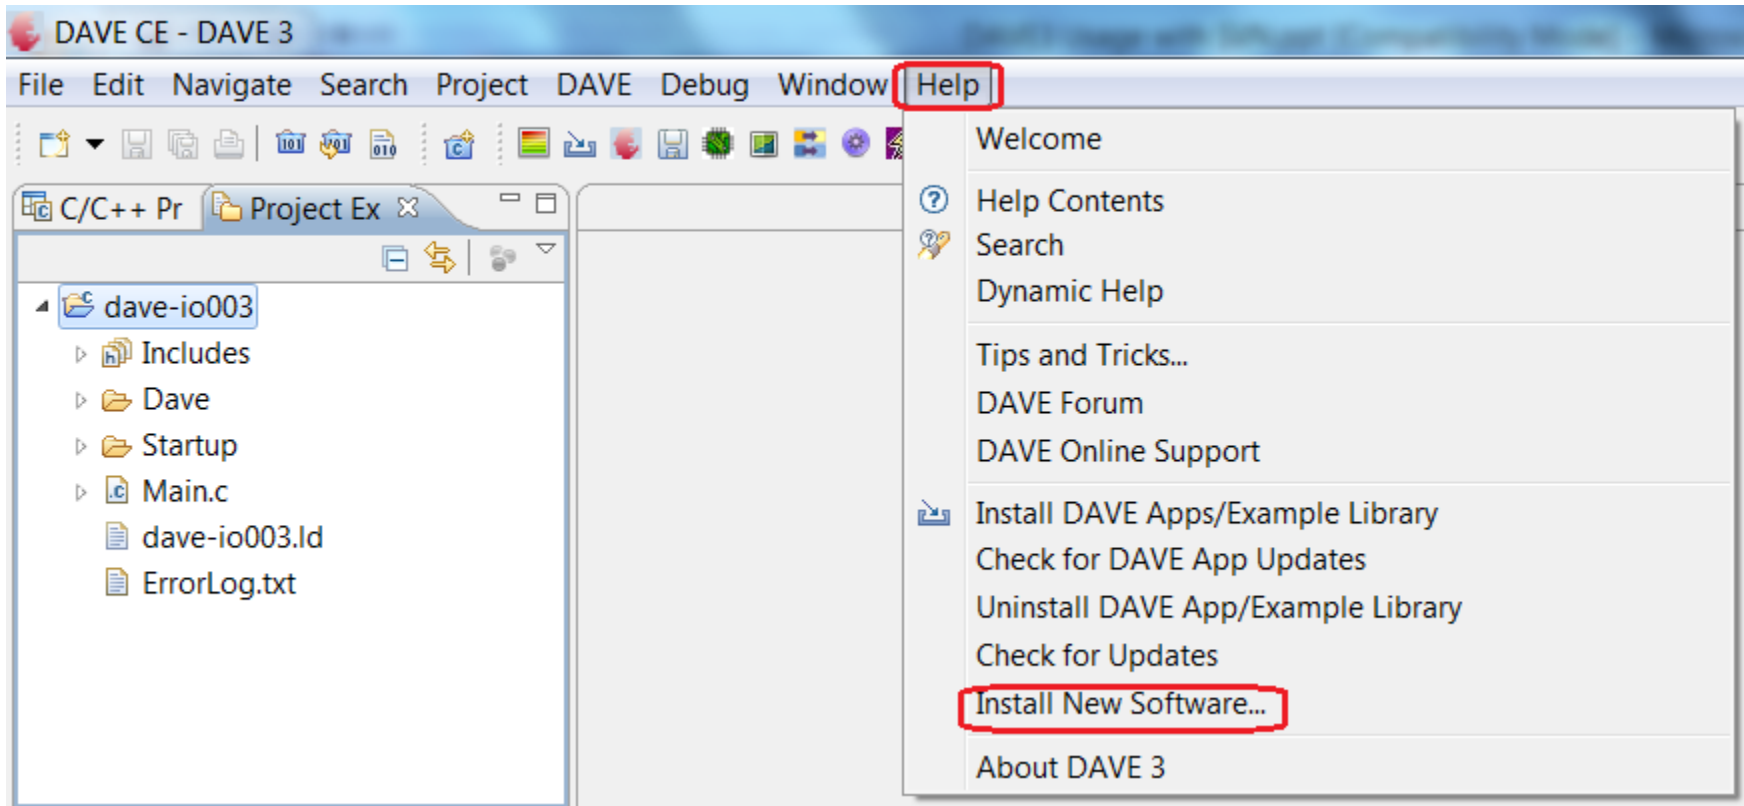 DAVE CE - DAVE 3
File Edit Navigate Search Project DAVE Debug Window Help
C/C++ Pr Project Ex
dave-io003
Includes
Dave
Startup
Main.c
dave-io003.ld
ErrorLog.txt
Welcome
Help Contents
Search
Dynamic Help
Tips and Tricks...
DAVE Forum
DAVE Online Support
Install DAVE Apps/Example Library
Check for DAVE App Updates
Uninstall DAVE App/Example Library
Check for Updates
Install New Software...
About DAVE 3